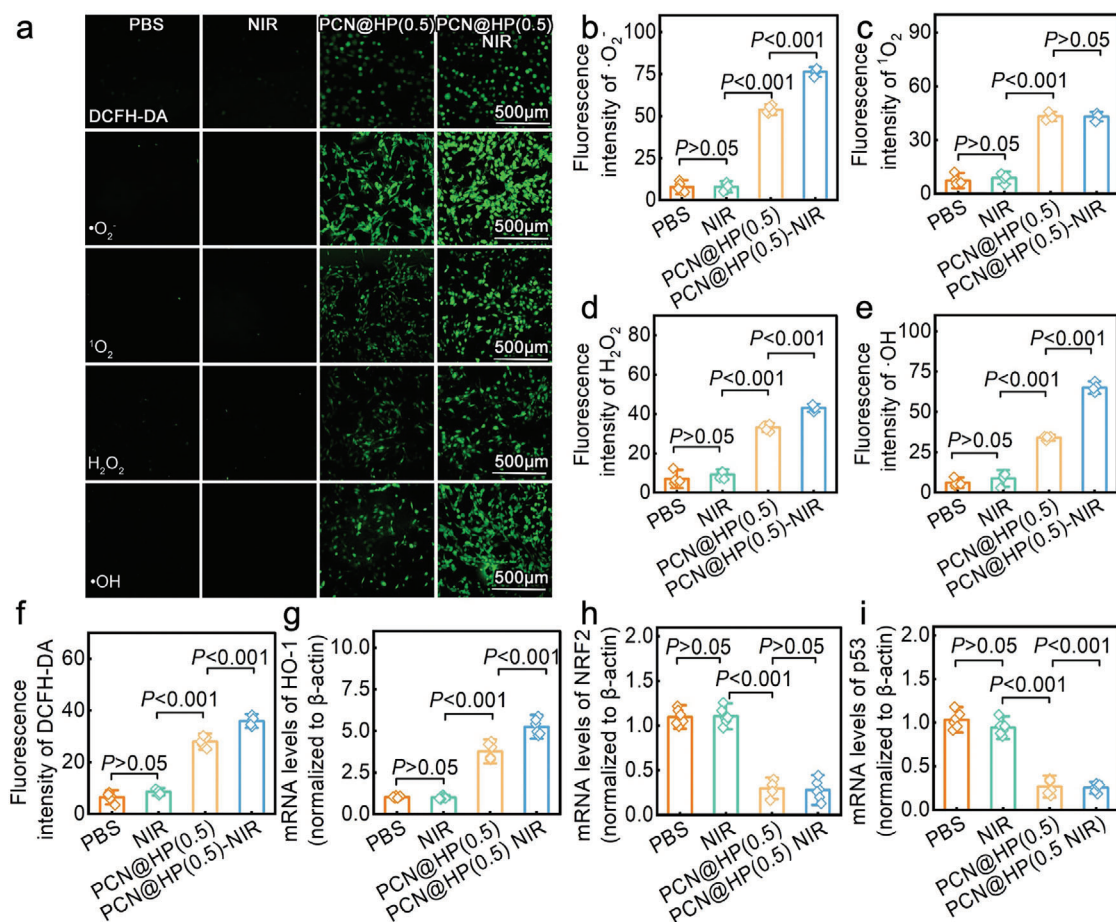 a
PBS
NIR
PCN@HP(0.5)
PCN@HP(0.5)
NIR
DCFH-DA
500μm
500μm
•O₂⁻
500μm
500μm
¹O₂
500μm
500μm
H₂O₂
500μm
•OH
500μm
b
Fluorescence
intensity of ·O₂⁻
100
75
50
25
0
P>0.05
P<0.001
P<0.001
PBS
NIR
PCN@HP(0.5)
PCN@HP(0.5)-NIR
c
Fluorescence
intensity of ¹O₂
90
60
30
0
P>0.05
P<0.001
P>0.05
PBS
NIR
PCN@HP(0.5)
PCN@HP(0.5)-NIR
d
Fluorescence
intensity of H₂O₂
80
60
40
20
0
P>0.05
P<0.001
P<0.001
PBS
NIR
PCN@HP(0.5)
PCN@HP(0.5)-NIR
e
Fluorescence
intensity of ·OH
100
75
50
25
0
P>0.05
P<0.001
P<0.001
PBS
NIR
PCN@HP(0.5)
PCN@HP(0.5)-NIR
f
Fluorescence
intensity of DCFH-DA
60
40
20
0
P>0.05
P<0.001
P<0.001
PBS
NIR
PCN@HP(0.5)
PCN@HP(0.5)-NIR
g
mRNA levels of HO-1
(normalized to β-actin)
10.0
7.5
5.0
2.5
0.0
P>0.05
P<0.001
P<0.001
PBS
NIR
PCN@HP(0.5)
PCN@HP(0.5) NIR
h
mRNA levels of NRF2
(normalized to β-actin)
2.0
1.5
1.0
0.5
0.0
P>0.05
P<0.001
P>0.05
PBS
NIR
PCN@HP(0.5)
PCN@HP(0.5) NIR
i
mRNA levels of p53
(normalized to β-actin)
2.0
1.5
1.0
0.5
0.0
P>0.05
P<0.001
P<0.001
PBS
NIR
PCN@HP(0.5)
PCN@HP(0.5 NIR)